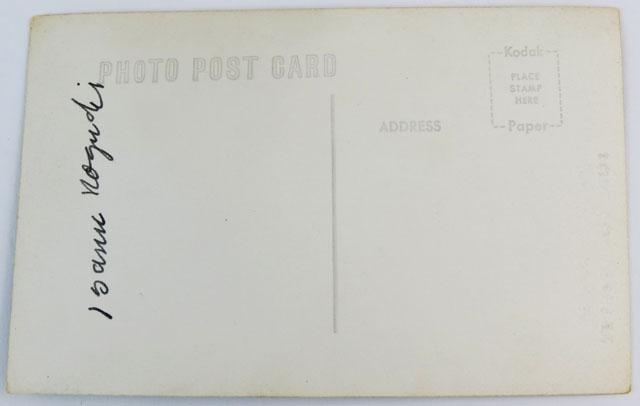 PHOTO POST CARD
Kodak
PLACE
STAMP
HERE
Paper
ADDRESS
Isamu Noguchi